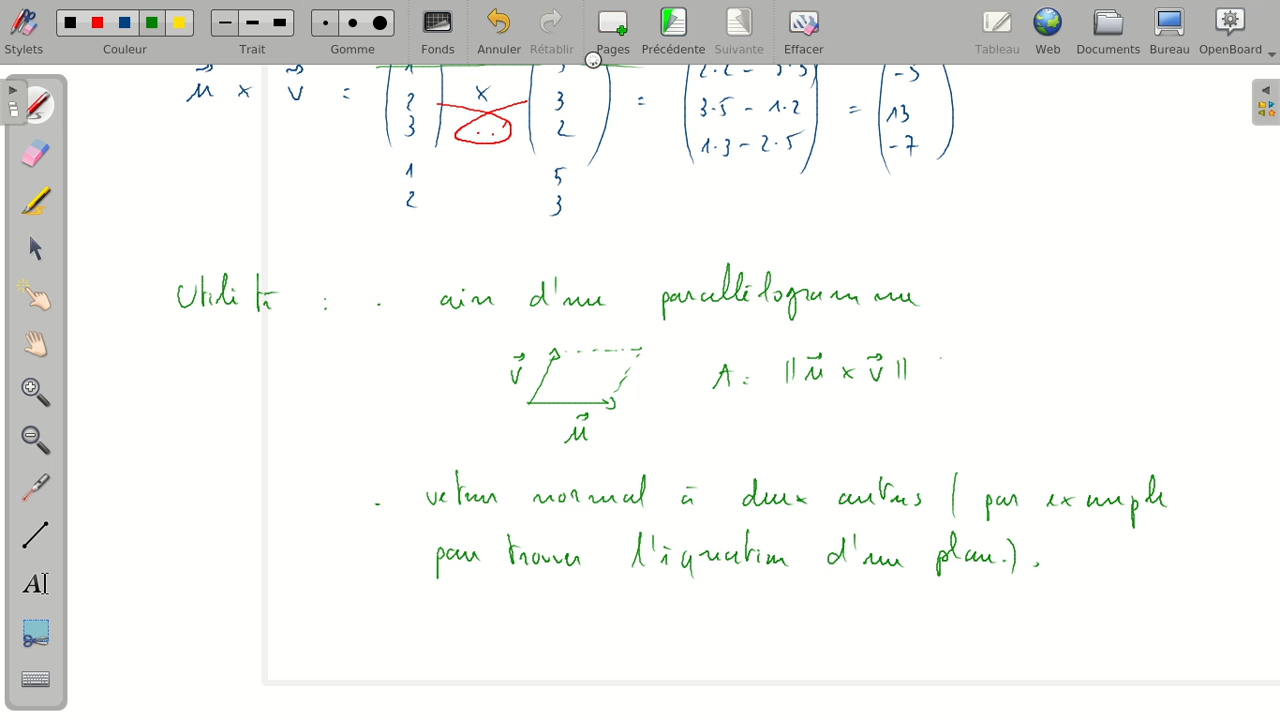 Stylets Couleur Trait Gomme Fonds Annuler Rétablir Pages Précédente Suivante Effacer Tableau Web Documents Bureau OpenBoard
u⃗ × v⃗ = ( 1 2 3 ) × ( 5 3 2 ) = ( 2·2 - 3·3 3·5 - 1·2 1·3 - 2·5 ) = ( -5 13 -7 )
1 5
2 3
Utilité : . aire d'un parallélogramme
v⃗ A = || u⃗ × v⃗ ||
u⃗
. vecteur normal à deux autres ( par exemple
pour trouver l'équation d'un plan.).